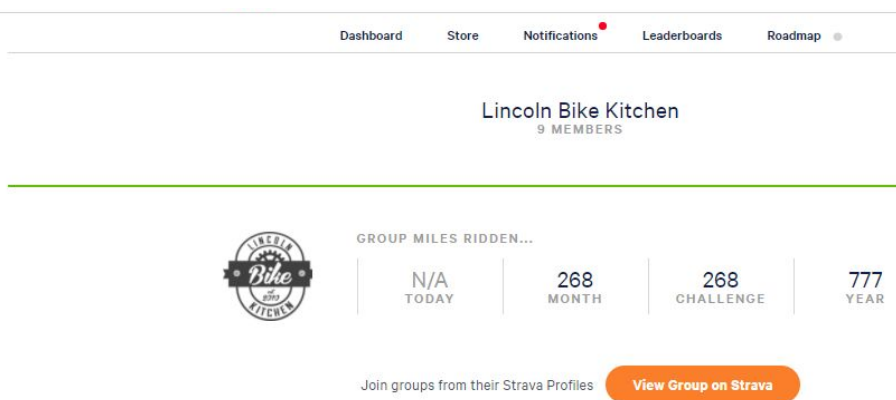 Dashboard Store Notifications Leaderboards Roadmap
Lincoln Bike Kitchen
9 MEMBERS
GROUP MILES RIDDEN...
LINCOLN
Bike
KITCHEN
N/A 268 268 777
TODAY MONTH CHALLENGE YEAR
Join groups from their Strava Profiles View Group on Strava